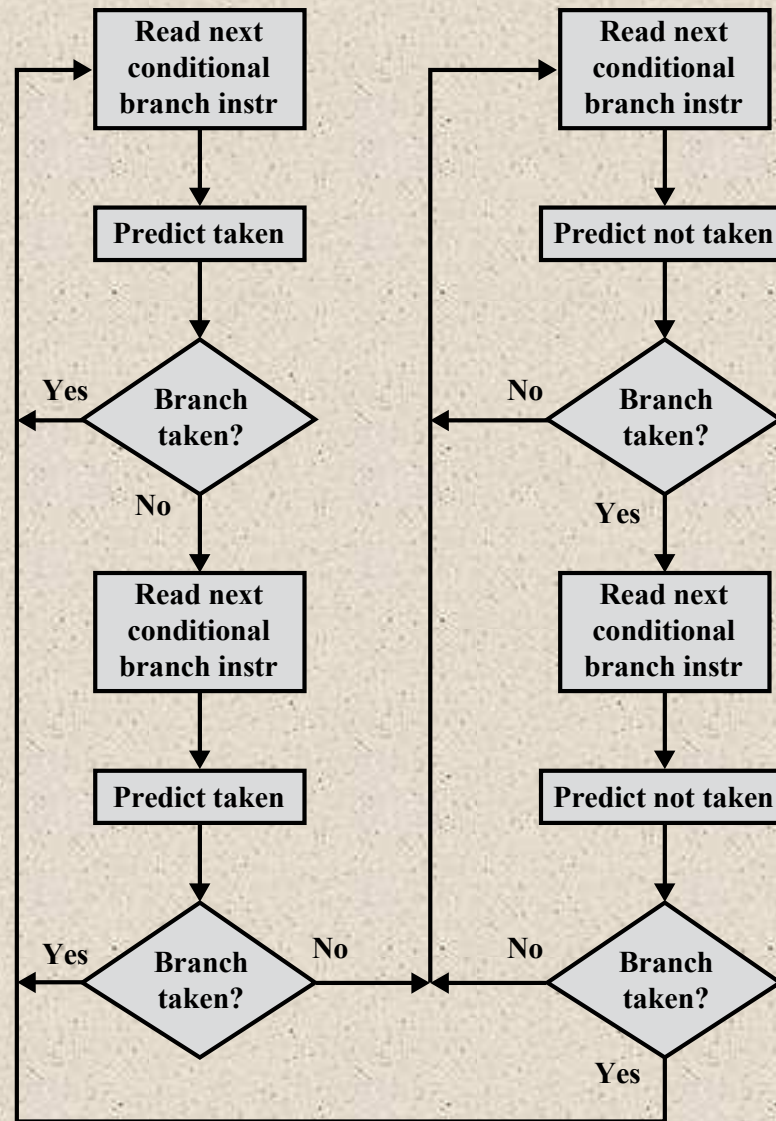 Read next
conditional
branch instr
Predict taken
Yes
Branch
taken?
No
Read next
conditional
branch instr
Predict taken
Yes
Branch
taken?
No
Read next
conditional
branch instr
Predict not taken
No
Branch
taken?
Yes
Read next
conditional
branch instr
Predict not taken
No
Branch
taken?
Yes